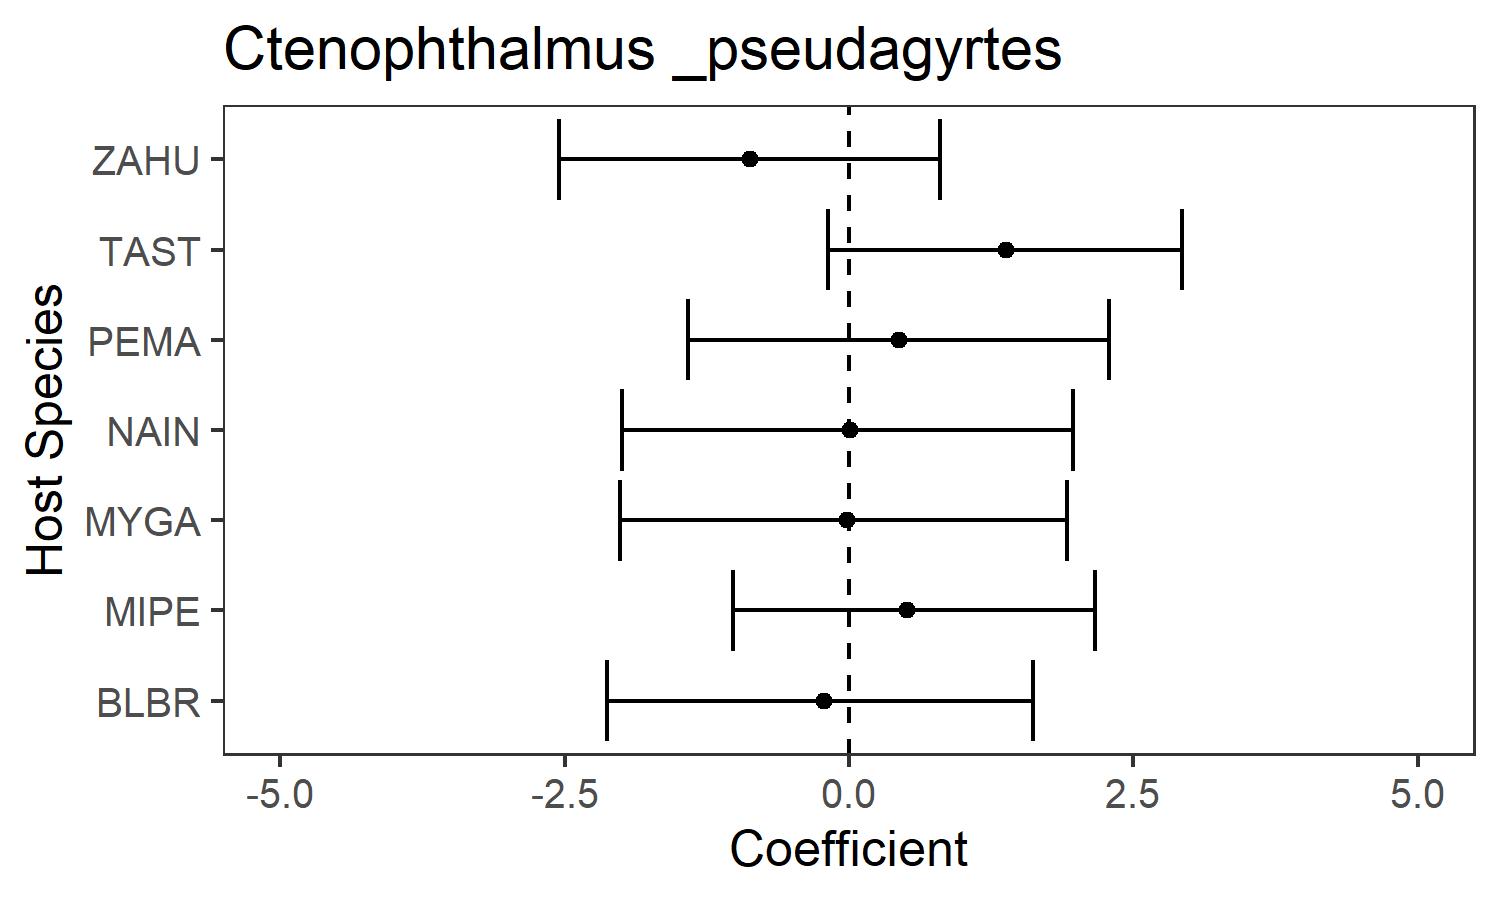 Ctenophthalmus _pseudagyrtes
Host Species
ZAHU
TAST
PEMA
NAIN
MYGA
MIPE
BLBR
-5.0 -2.5 0.0 2.5 5.0
Coefficient